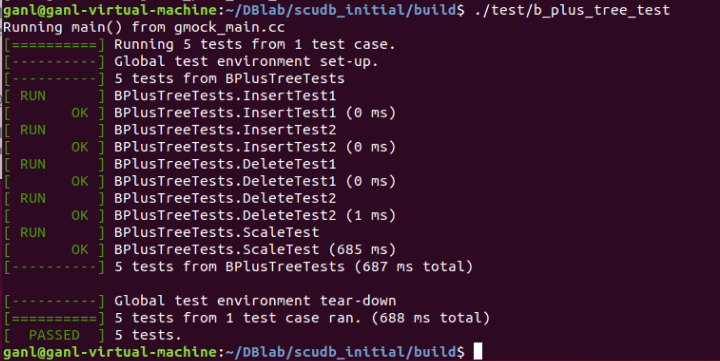 ganl@ganl-virtual-machine:~/DBlab/scudb_initial/build$ ./test/b_plus_tree_test
Running main() from gmock_main.cc
[==========] Running 5 tests from 1 test case.
[----------] Global test environment set-up.
[----------] 5 tests from BPlusTreeTests
[ RUN      ] BPlusTreeTests.InsertTest1
[       OK ] BPlusTreeTests.InsertTest1 (0 ms)
[ RUN      ] BPlusTreeTests.InsertTest2
[       OK ] BPlusTreeTests.InsertTest2 (0 ms)
[ RUN      ] BPlusTreeTests.DeleteTest1
[       OK ] BPlusTreeTests.DeleteTest1 (0 ms)
[ RUN      ] BPlusTreeTests.DeleteTest2
[       OK ] BPlusTreeTests.DeleteTest2 (1 ms)
[ RUN      ] BPlusTreeTests.ScaleTest
[       OK ] BPlusTreeTests.ScaleTest (685 ms)
[----------] 5 tests from BPlusTreeTests (687 ms total)
[----------] Global test environment tear-down
[==========] 5 tests from 1 test case ran. (688 ms total)
[  PASSED  ] 5 tests.
ganl@ganl-virtual-machine:~/DBlab/scudb_initial/build$